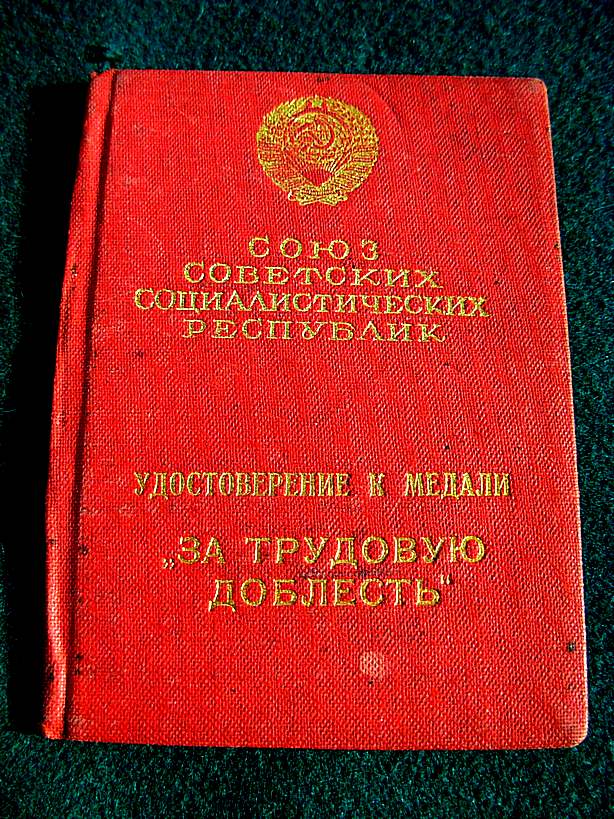 СОЮЗ
СОВЕТСКИХ
СОЦИАЛИСТИЧЕСКИХ
РЕСПУБЛИК
УДОСТОВЕРЕНИЕ К МЕДАЛИ
„ЗА ТРУДОВУЮ
ДОБЛЕСТЬ"